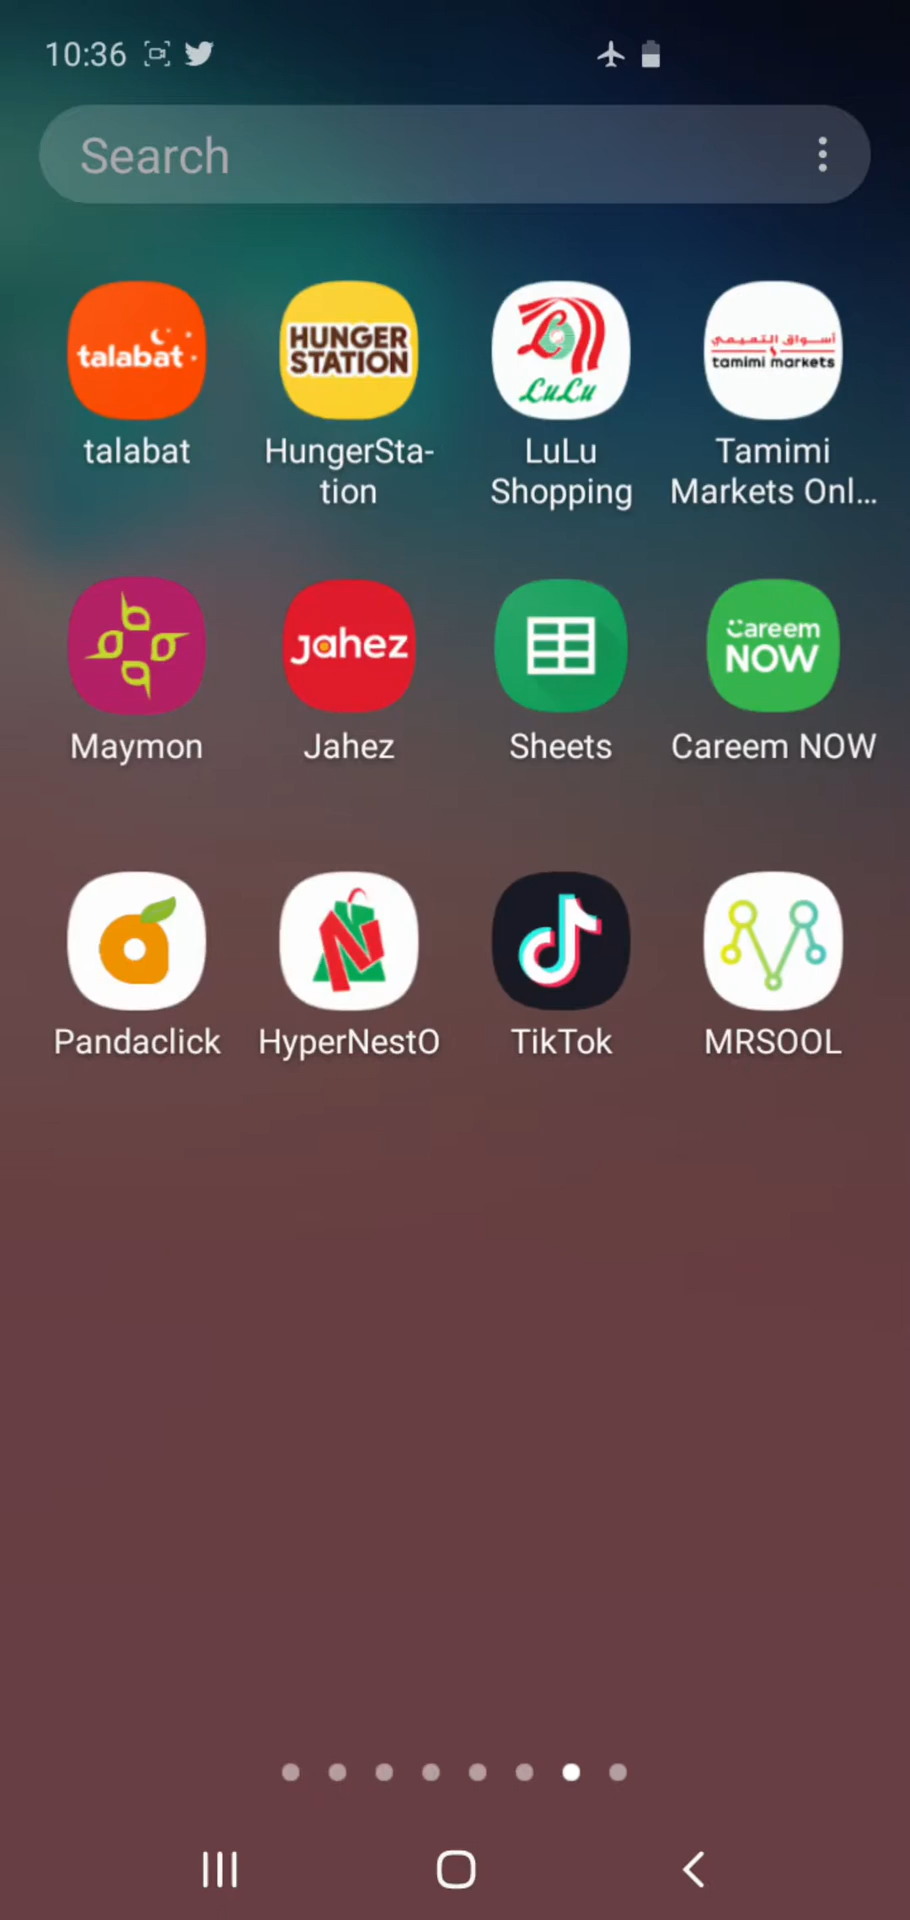 10:36
Search
talabat
HUNGER
STATION
LuLu
أسواق التميمي
tamimi markets
talabat
HungerSta-
tion
LuLu
Shopping
Tamimi
Markets Onl...
Jahez
Careem
NOW
Maymon
Jahez
Sheets
Careem NOW
Pandaclick
HyperNestO
TikTok
MRSOOL